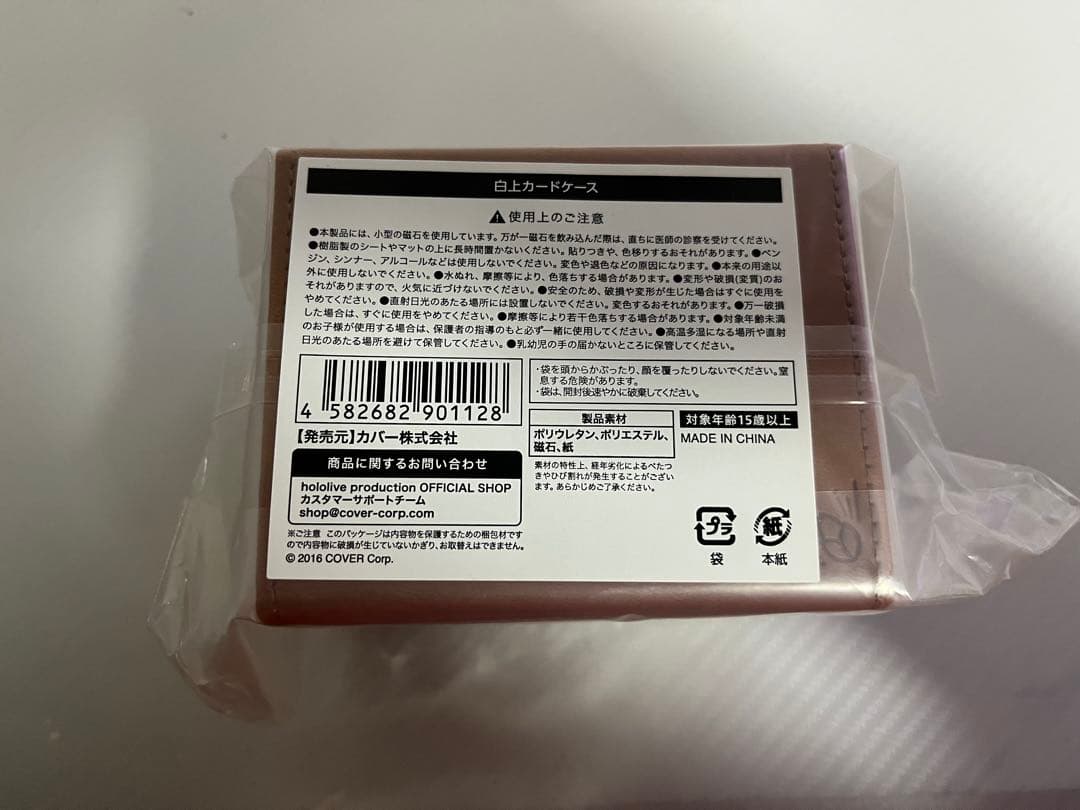 白上カードケース
⚠使用上のご注意
●本製品には、小型の磁石を使用しています。万が一磁石を飲み込んだ際は、直ちに医師の診察を受けてください。
●樹脂製のシートやマットの上に長時間置かないください。貼りつきや、色移りするおそれがあります。●ベン
ジン、シンナー、アルコールなどは使用しないでください。変色や退色などの原因になります。●本来の用途以
外に使用しないでください。●水ぬれ、摩擦等により、色落ちする場合があります。●変形や破損(変質)のお
それがありますので、火気に近づけないでください。●安全のため、破損や変形が生じた場合はすぐに使用を
やめてください。●直射日光のあたる場所には設置しないでください。変色するおそれがあります。●万一破損
した場合は、すぐに使用をやめてください。●摩擦等により若干色落ちする場合があります。●対象年齢未満
のお子様が使用する場合は、保護者の指導のもと必ず一緒に使用してください。●高温多湿になる場所や直射
日光のあたる場所を避けて保管してください。●乳幼児の手の届かないところに保管してください。
4 582682 901128
【発売元】カバー株式会社
商品に関するお問い合わせ
hololive production OFFICIAL SHOP
カスタマーサポートチーム
shop@cover-corp.com
※ご注意 このパッケージは内容物を保護するための梱包材です
ので内容物に破損が生じていないかぎり、お取替えはできません。
© 2016 COVER Corp.
・袋を頭からかぶったり、顔を覆ったりしないでください。窒
息する危険があります。
・袋は、開封後速やかに破棄してください。
製品素材
ポリウレタン、ポリエステル、
磁石、紙
素材の特性上、経年劣化によるべたつ
きやひび割れが発生することがござい
ます。あらかじめご了承ください。
対象年齢15歳以上
MADE IN CHINA
プラ
袋
紙
本紙